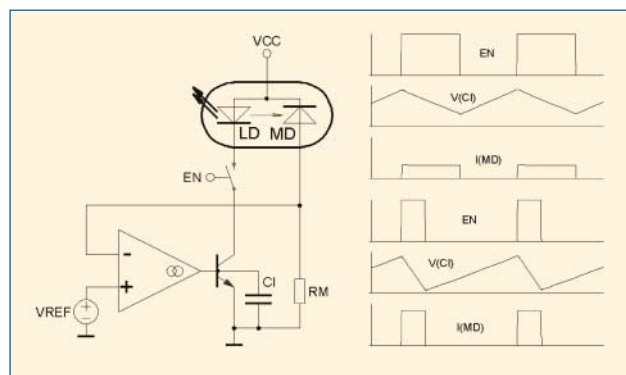 VCC
LD MD
EN
CI
RM
VREF
-
+
EN
V(CI)
I(MD)
EN
V(CI)
I(MD)